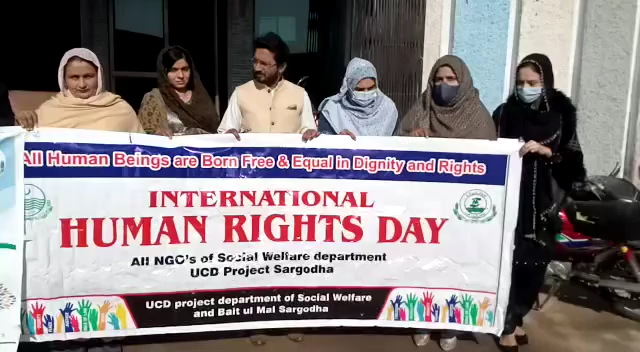 All Human Beings are Born Free & Equal in Dignity and Rights
INTERNATIONAL
HUMAN RIGHTS DAY
All NGO's of Social Welfare department
UCD Project Sargodha
UCD project department of Social Welfare
and Bait ul Mal Sargodha